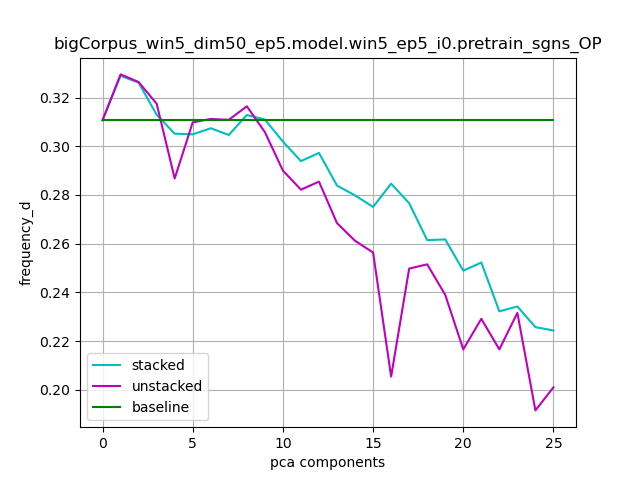 bigCorpus_win5_dim50_ep5.model.win5_ep5_i0.pretrain_sgns_OP
0.32
0.30
0.28
0.26
0.24
0.22
0.20
frequency_d
stacked
unstacked
baseline
0 5 10 15 20 25
pca components